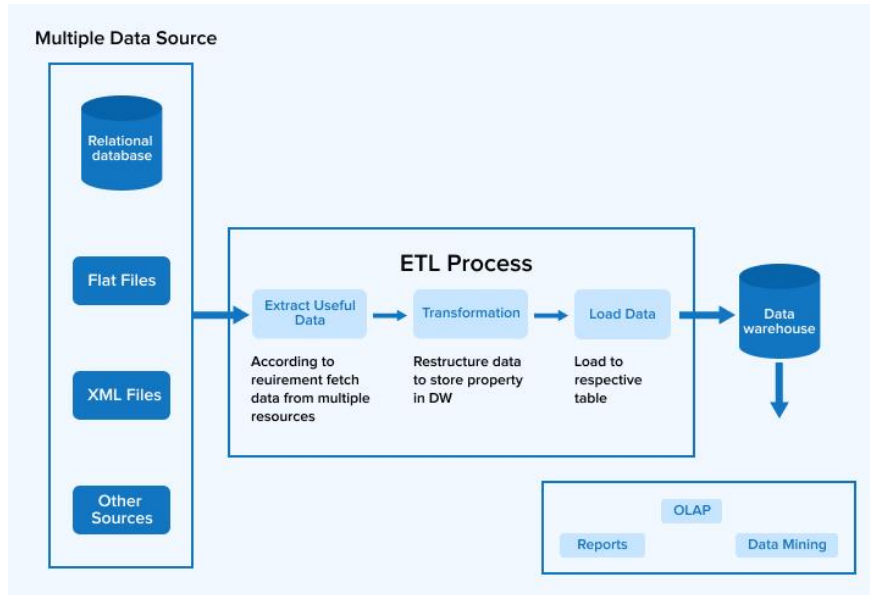 Multiple Data Source
Relational
database
Flat Files
XML Files
Other
Sources
ETL Process
Extract Useful
Data
According to
reuirement fetch
data from multiple
resources
Transformation
Restructure data
to store property
in DW
Load Data
Load to
respective
table
Data
warehouse
OLAP
Reports
Data Mining